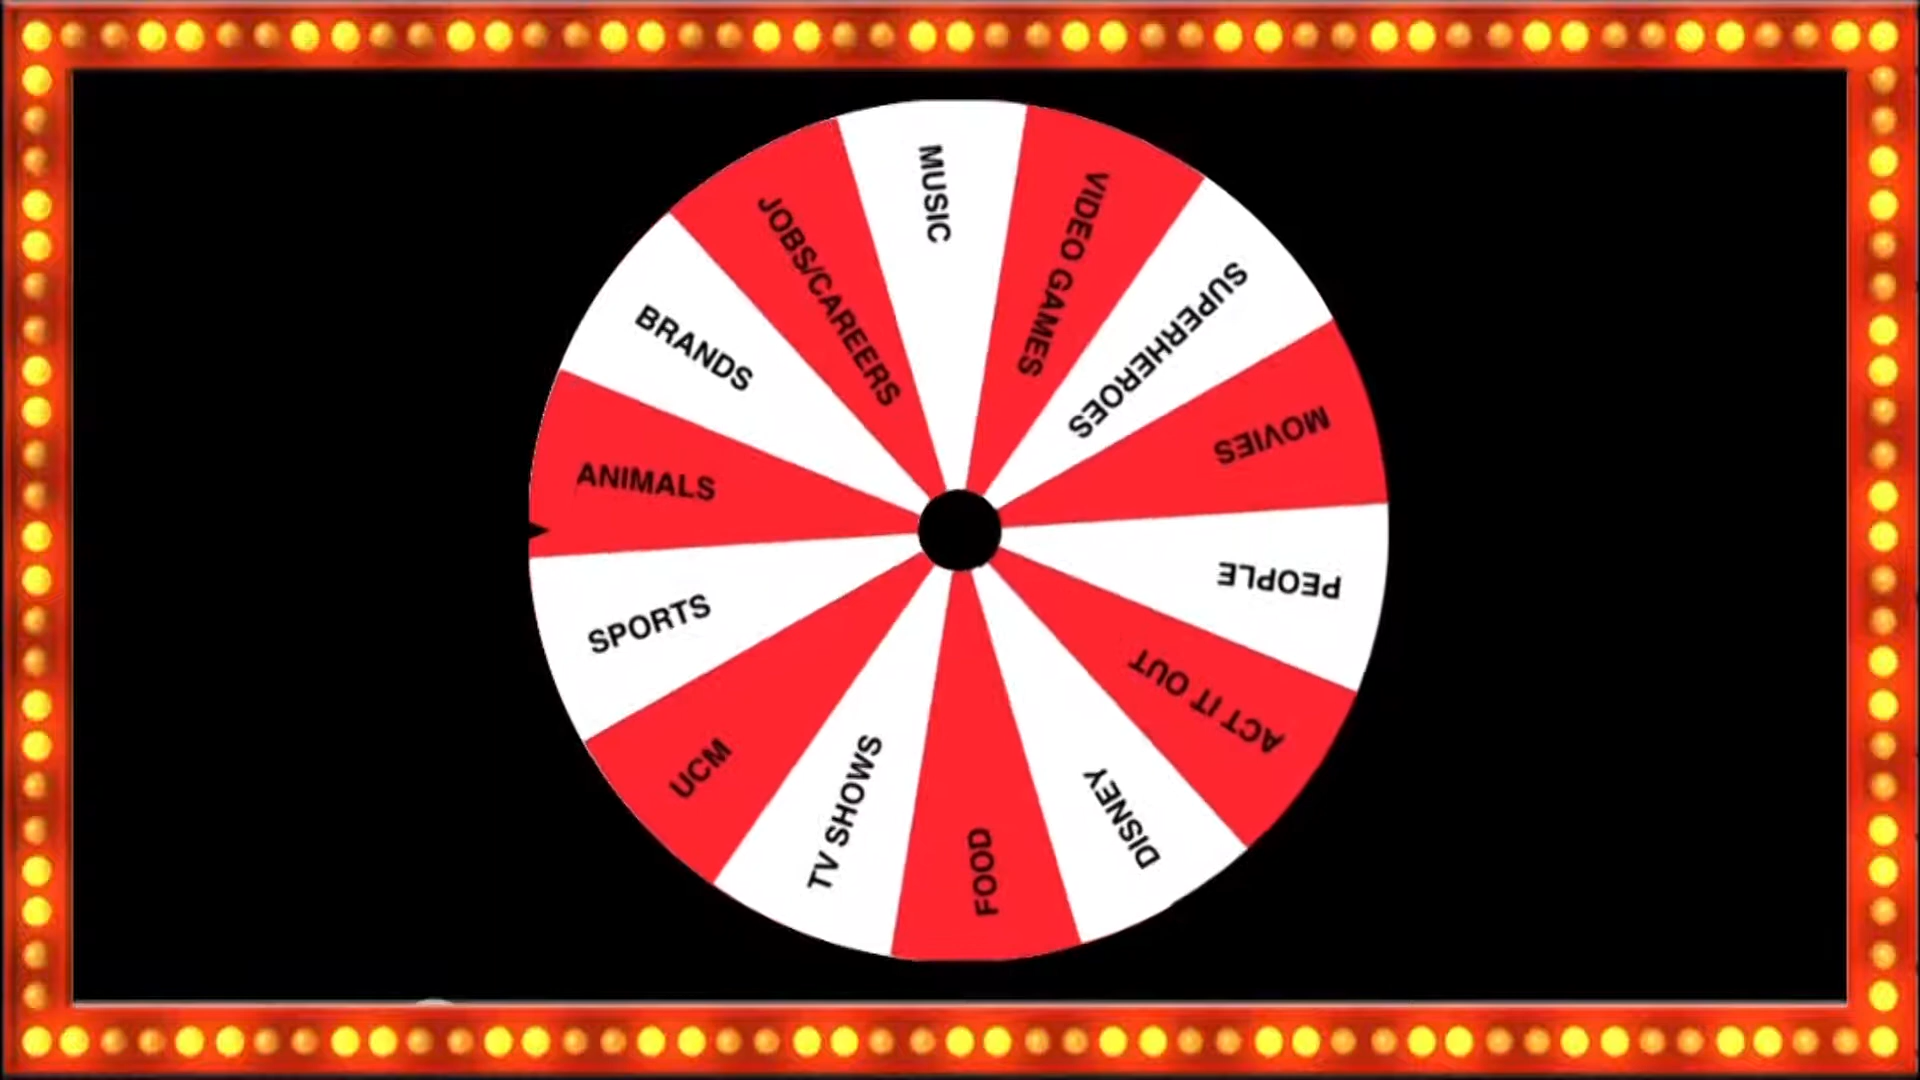 MUSIC
VIDEO GAMES
SUPERHEROES
MOVIES
PEOPLE
ACT IT OUT
DISNEY
FOOD
TV SHOWS
UCM
SPORTS
ANIMALS
BRANDS
JOBS/CAREERS